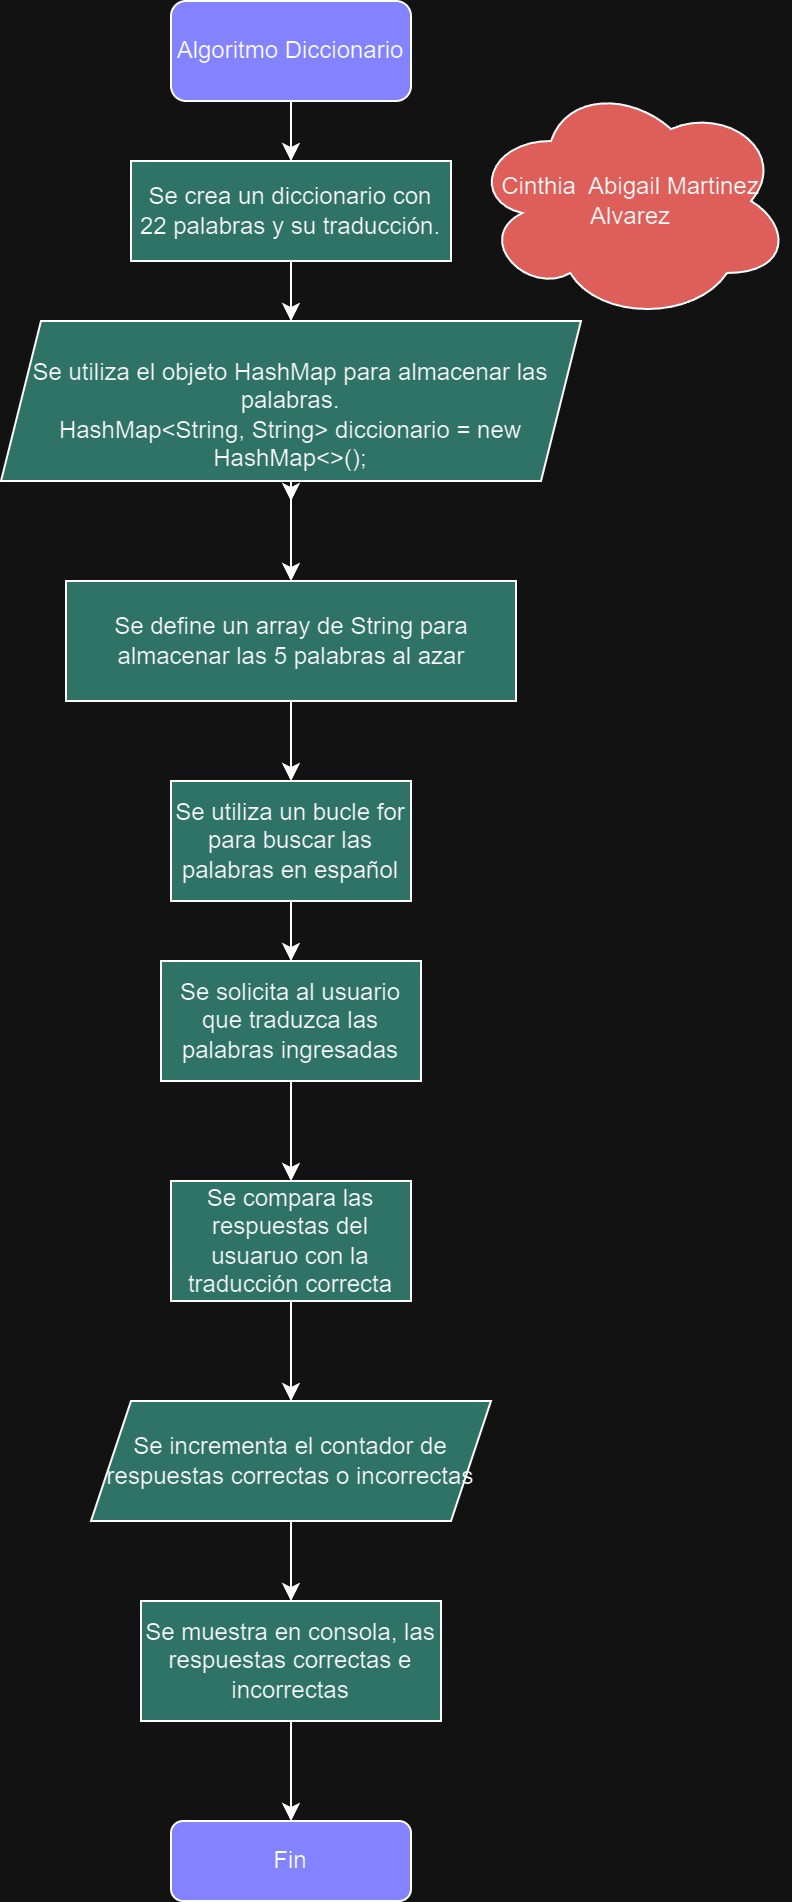 Algoritmo Diccionario
Se crea un diccionario con
22 palabras y su traducción.
Cinthia  Abigail Martinez
Alvarez
Se utiliza el objeto HashMap para almacenar las
palabras.
HashMap<String, String> diccionario = new
HashMap<>();
Se define un array de String para
almacenar las 5 palabras al azar
Se utiliza un bucle for
para buscar las
palabras en español
Se solicita al usuario
que traduzca las
palabras ingresadas
Se compara las
respuestas del
usuaruo con la
traducción correcta
Se incrementa el contador de
respuestas correctas o incorrectas
Se muestra en consola, las
respuestas correctas e
incorrectas
Fin